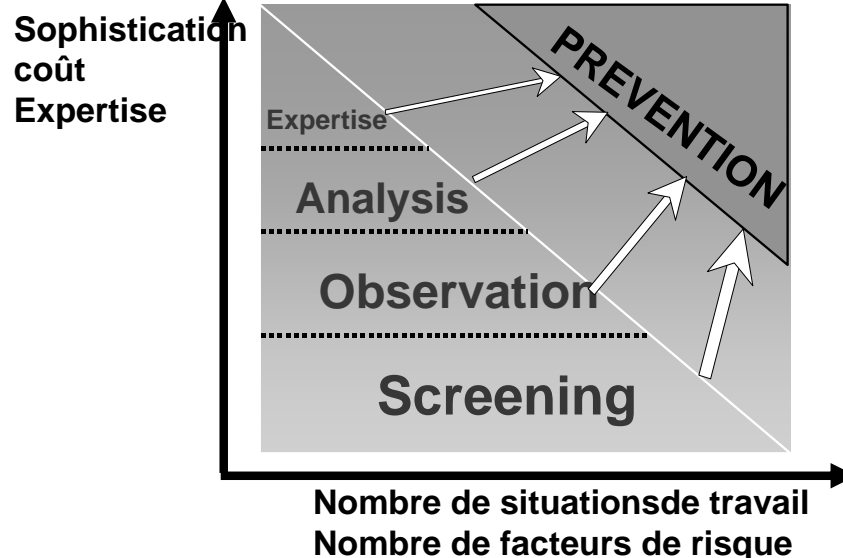 Sophistication
coût
Expertise
PREVENTION
Expertise
Analysis
Observation
Screening
Nombre de situationsde travail
Nombre de facteurs de risque